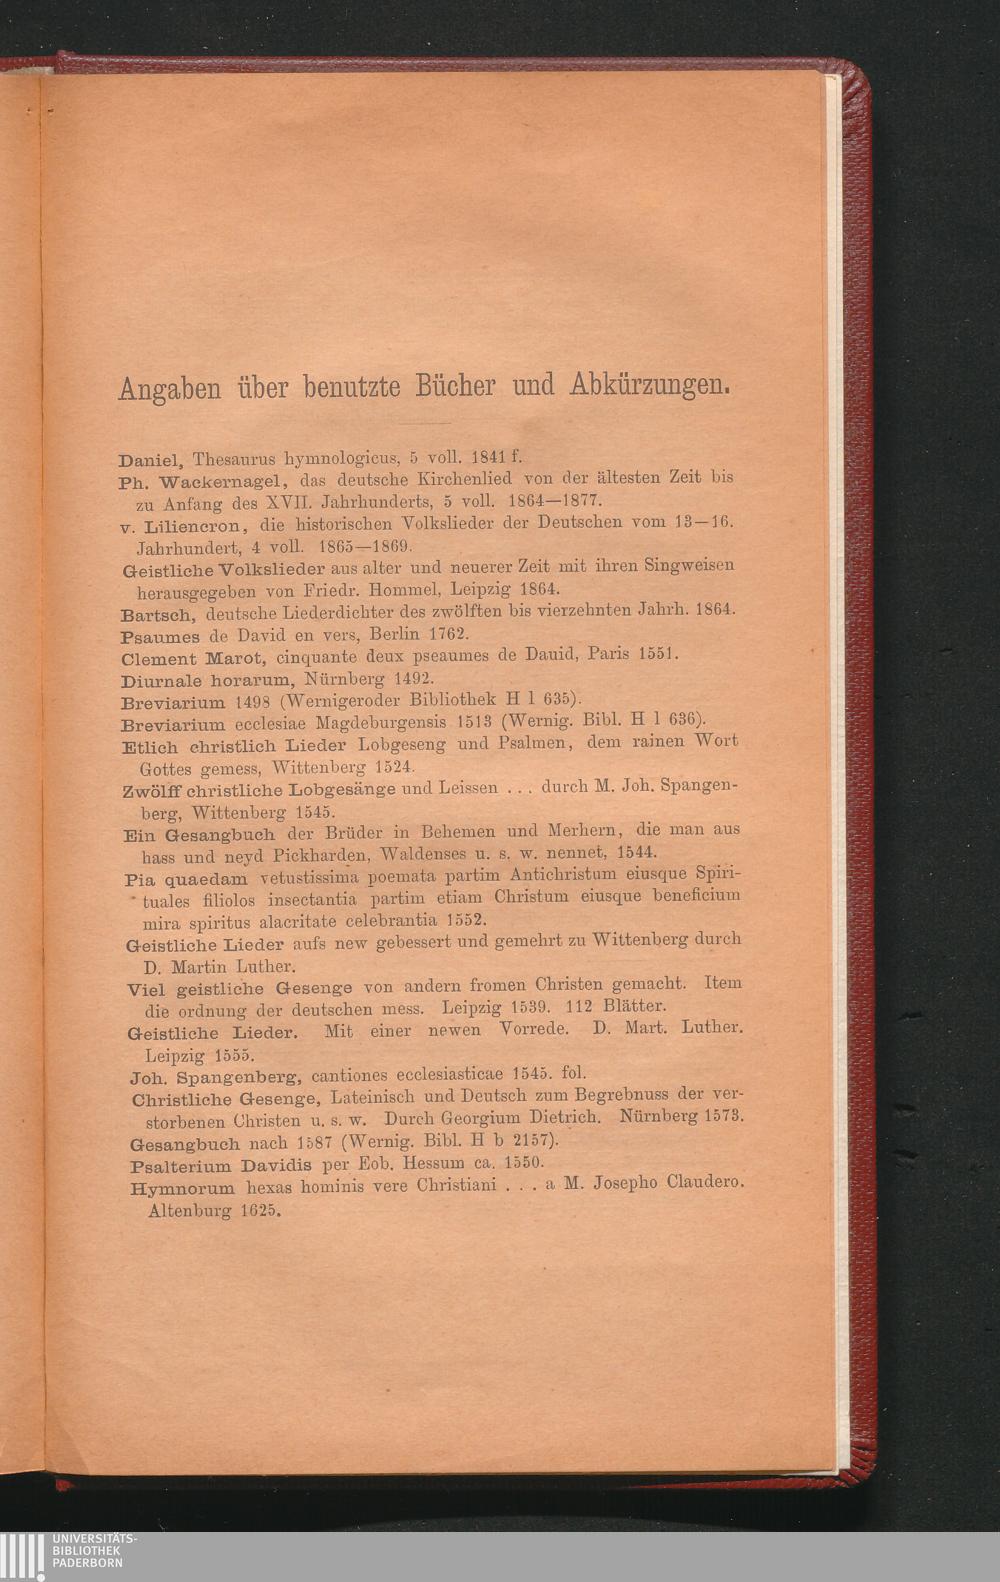 Angaben über benutzte Bücher und Abkürzungen.
Daniel, Thesaurus hymnologicus, 5 voll. 1841 f.
Ph. Wackernagel, das deutsche Kirchenlied von der ältesten Zeit bis
zu Anfang des XVII. Jahrhunderts, 5 voll. 1864—1877.
v. Liliencron, die historischen Volkslieder der Deutschen vom 13—16.
Jahrhundert, 4 voll. 1865—1869.
Geistliche Volkslieder aus alter und neuerer Zeit mit ihren Singweisen
herausgegeben von Friedr. Hommel, Leipzig 1864.
Bartsch, deutsche Liederdichter des zwölften bis vierzehnten Jahrh. 1864.
Psaumes de David en vers, Berlin 1762.
Clement Marot, cinquante deux pseaumes de Dauid, Paris 1551.
Diurnale horarum, Nürnberg 1492.
Breviarium 1498 (Wernigeroder Bibliothek H l 635).
Breviarium ecclesiae Magdeburgensis 1513 (Wernig. Bibl. H l 636).
Etlich christlich Lieder Lobgeseng und Psalmen, dem rainen Wort
Gottes gemess, Wittenberg 1524.
Zwölff christliche Lobgesänge und Leissen . . . durch M. Joh. Spangen-
berg, Wittenberg 1545.
Ein Gesangbuch der Brüder in Behemen und Merhern, die man aus
hass und neyd Pickharden, Waldenses u. s. w. nennet, 1544.
Pia quaedam vetustissima poemata partim Antichristum eiusque Spiri-
tuales filiolos insectantia partim etiam Christum eiusque beneficium
mira spiritus alacritate celebrantia 1552.
Geistliche Lieder aufs new gebessert und gemehrt zu Wittenberg durch
D. Martin Luther.
Viel geistliche Gesenge von andern fromen Christen gemacht. Item
die ordnung der deutschen mess. Leipzig 1539. 112 Blätter.
Geistliche Lieder. Mit einer newen Vorrede. D. Mart. Luther.
Leipzig 1555.
Joh. Spangenberg, cantiones ecclesiasticae 1545. fol.
Christliche Gesenge, Lateinisch und Deutsch zum Begrebnuss der ver-
storbenen Christen u. s. w. Durch Georgium Dietrich. Nürnberg 1573.
Gesangbuch nach 1587 (Wernig. Bibl. H b 2157).
Psalterium Davidis per Eob. Hessum ca. 1550.
Hymnorum hexas hominis vere Christiani . . . a M. Josepho Claudero.
Altenburg 1625.
UNIVERSITÄTS-
BIBLIOTHEK
PADERBORN